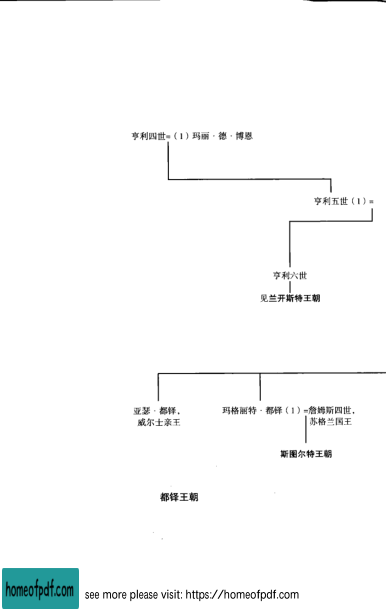 亨利四世=(1)玛丽·德·博恩
亨利五世(1)=
亨利六世
见兰开斯特王朝
亚瑟·都铎,
威尔士亲王
玛格丽特·都铎(1)=詹姆斯四世,
苏格兰国王
斯图尔特王朝
都铎王朝
homeofpdf.com
see more please visit: https://homeofpdf.com